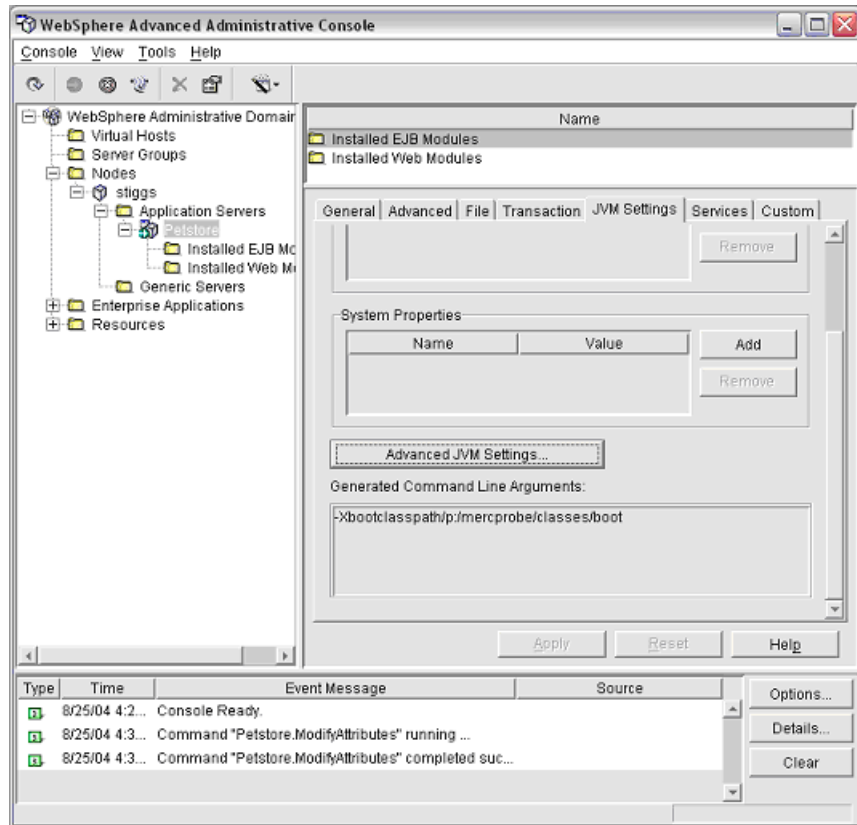 WebSphere Advanced Administrative Console
Console View Tools Help
WebSphere Administrative Domair
Virtual Hosts
Server Groups
Nodes
stiggs
Application Servers
Petstore
Installed EJB Mc
Installed Web M
Generic Servers
Enterprise Applications
Resources
Name
Installed EJB Modules
Installed Web Modules
General Advanced File Transaction JVM Settings Services Custom
Remove
System Properties
Name Value
Add
Remove
Advanced JVM Settings...
Generated Command Line Arguments:
-Xbootclasspath/p:/mercprobe/classes/boot
Apply Reset Help
Type Time Event Message Source
8/25/04 4:2... Console Ready.
8/25/04 4:3... Command "Petstore.ModifyAttributes" running ...
8/25/04 4:3... Command "Petstore.ModifyAttributes" completed suc...
Options...
Details...
Clear